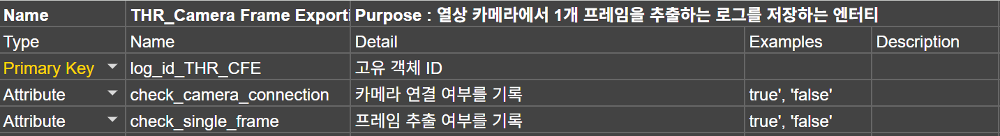 Name THR_Camera Frame Exporti Purpose : 열상 카메라에서 1개 프레임을 추출하는 로그를 저장하는 엔터티
Type Name Detail Examples Description
Primary Key log_id_THR_CFE 고유 객체 ID
Attribute check_camera_connection 카메라 연결 여부를 기록 true', 'false'
Attribute check_single_frame 프레임 추출 여부를 기록 true', 'false'